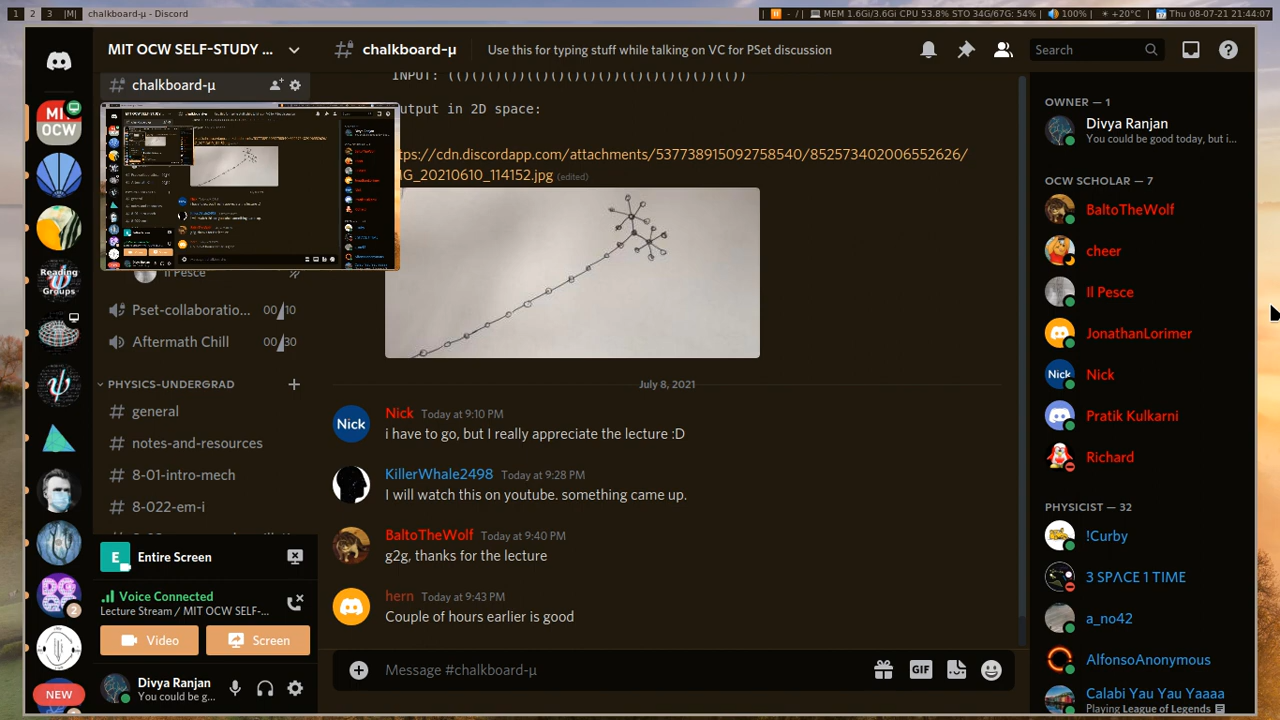 1 2 3 |M| chalkboard-μ - Discord
| - / | MEM 1.6Gi/3.6Gi CPU 53.8% STO 34G/67G: 54% | 100% | +20°C | Thu 08-07-21 21:44:07
MIT OCW SELF-STUDY ...
chalkboard-μ
Use this for typing stuff while talking on VC for PSet discussion
Search
MIT OCW
Reading Groups
NEW
2
2
# chalkboard-μ
Il Pesce
Pset-collaboratio... 00 10
Aftermath Chill 00 30
PHYSICS-UNDERGRAD
# general
# notes-and-resources
# 8-01-intro-mech
# 8-022-em-i
E Entire Screen
Voice Connected
Lecture Stream / MIT OCW SELF-...
Video
Screen
Divya Ranjan
You could be g...
utput in 2D space:
tps://cdn.discordapp.com/attachments/537738915092758540/852573402006552626/
G_20210610_114152.jpg (edited)
July 8, 2021
Nick
Nick Today at 9:10 PM
i have to go, but I really appreciate the lecture :D
KillerWhale2498 Today at 9:28 PM
I will watch this on youtube. something came up.
BaltoTheWolf Today at 9:40 PM
g2g, thanks for the lecture
hern Today at 9:43 PM
Couple of hours earlier is good
Message #chalkboard-μ
GIF
OWNER — 1
Divya Ranjan
You could be good today, but i...
OCW SCHOLAR — 7
BaltoTheWolf
cheer
Il Pesce
JonathanLorimer
Nick
Nick
Pratik Kulkarni
Richard
PHYSICIST — 32
!Curby
3 SPΛCE 1 TIME
a_no42
AlfonsoAnonymous
Calabi Yau Yau Yaaaa
Playing League of Legends